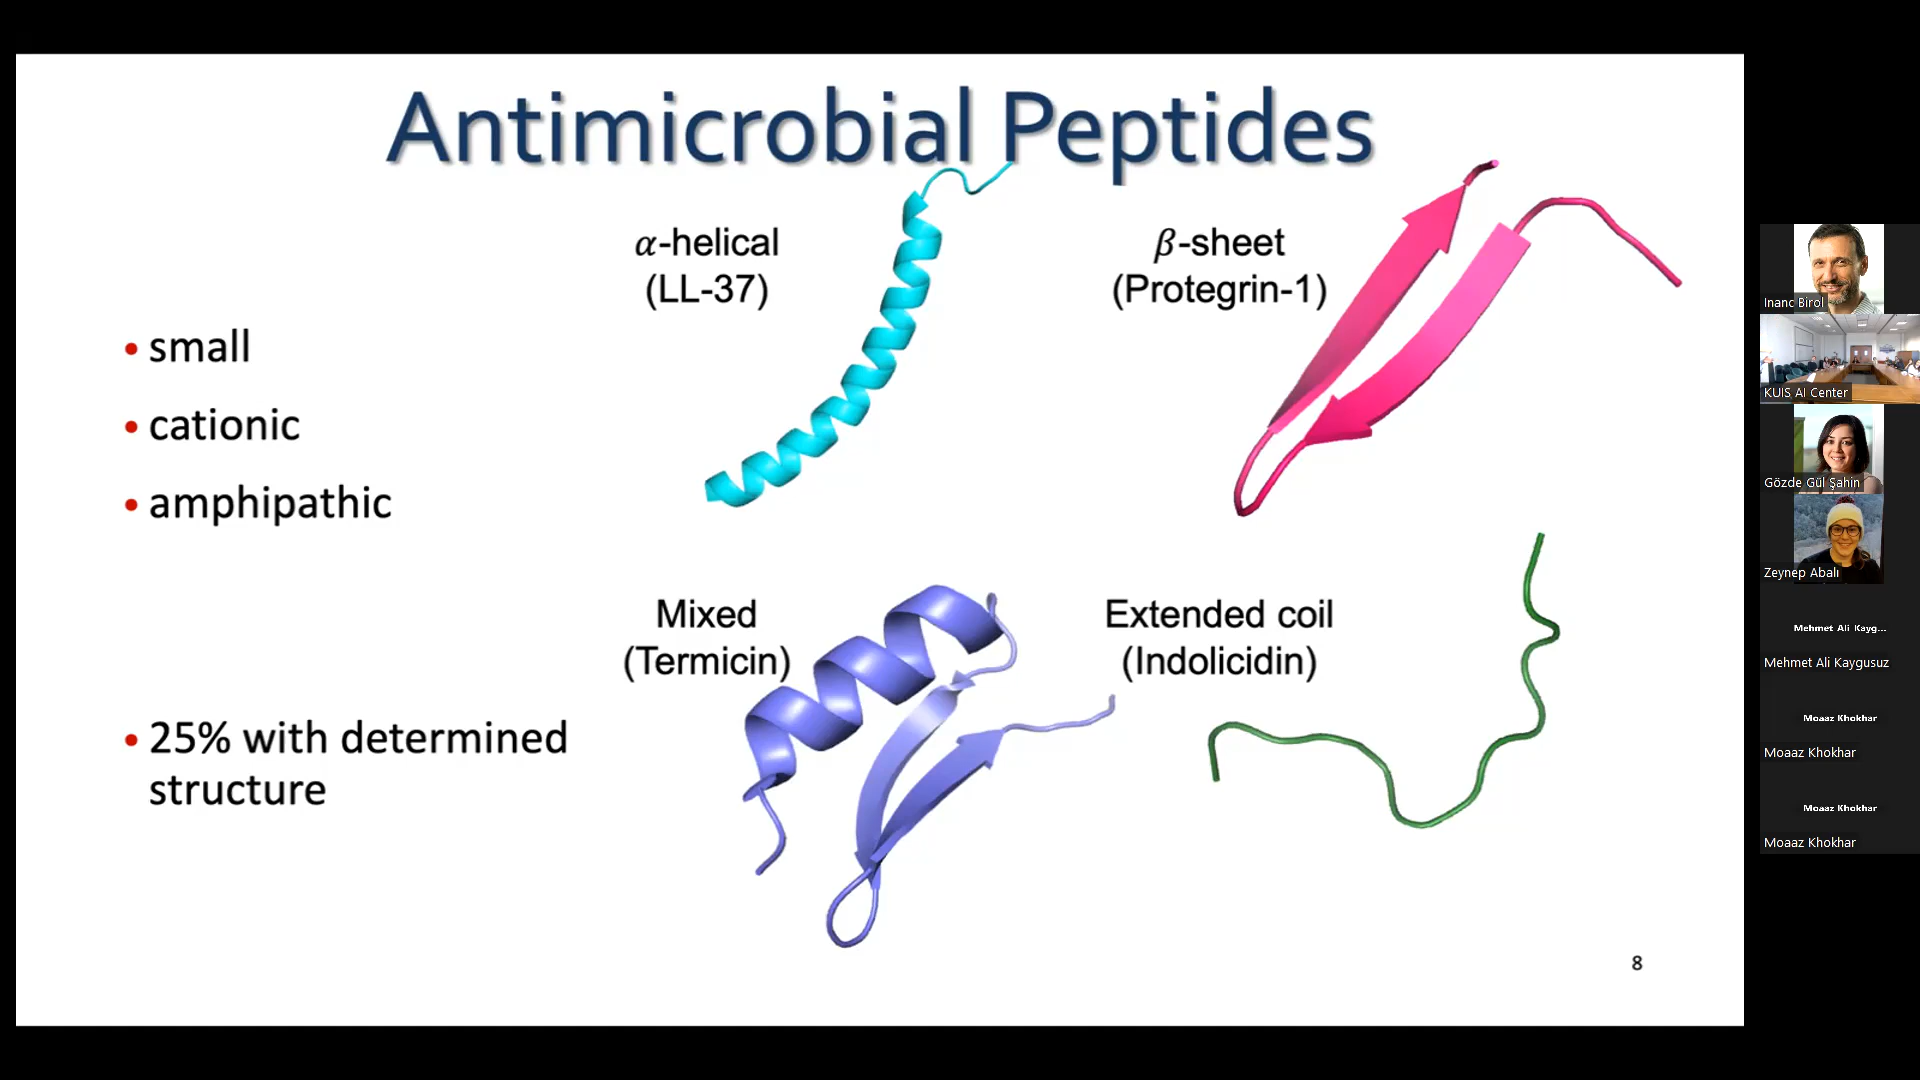 Antimicrobial Peptides
𝛼-helical
(LL-37)
𝛽-sheet
(Protegrin-1)
• small
• cationic
• amphipathic
Mixed
(Termicin)
Extended coil
(Indolicidin)
• 25% with determined
structure
8
Inanc Birol
KUIS AI Center
Gözde Gül Şahin
Zeynep Abalı
Mehmet Ali Kayg...
Mehmet Ali Kaygusuz
Moaaz Khokhar
Moaaz Khokhar
Moaaz Khokhar
Moaaz Khokhar